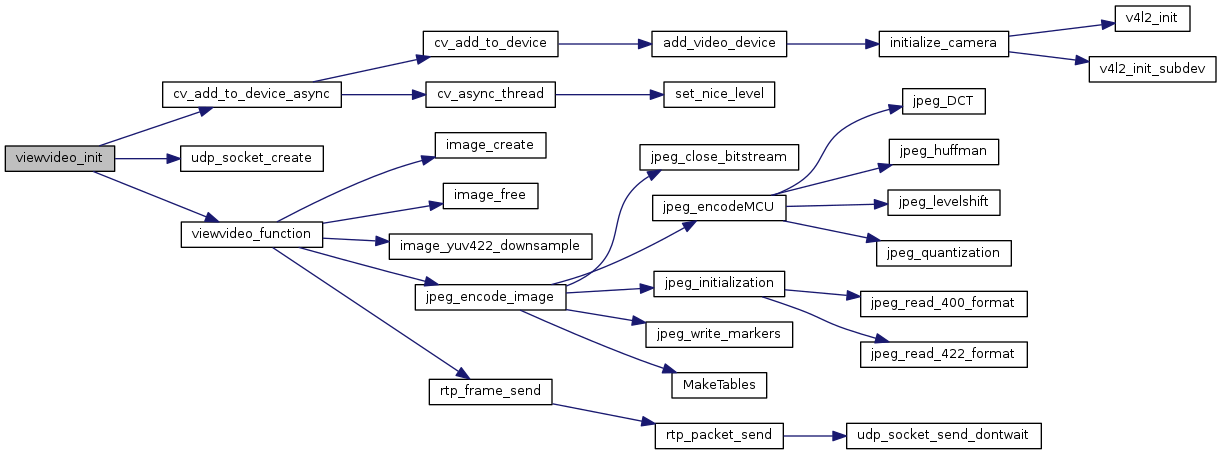 viewvideo_init
cv_add_to_device_async
udp_socket_create
viewvideo_function
cv_add_to_device
cv_async_thread
image_create
image_free
image_yuv422_downsample
jpeg_encode_image
rtp_frame_send
add_video_device
set_nice_level
jpeg_close_bitstream
jpeg_encodeMCU
jpeg_initialization
jpeg_write_markers
MakeTables
rtp_packet_send
initialize_camera
jpeg_DCT
jpeg_huffman
jpeg_levelshift
jpeg_quantization
jpeg_read_400_format
jpeg_read_422_format
udp_socket_send_dontwait
v4l2_init
v4l2_init_subdev